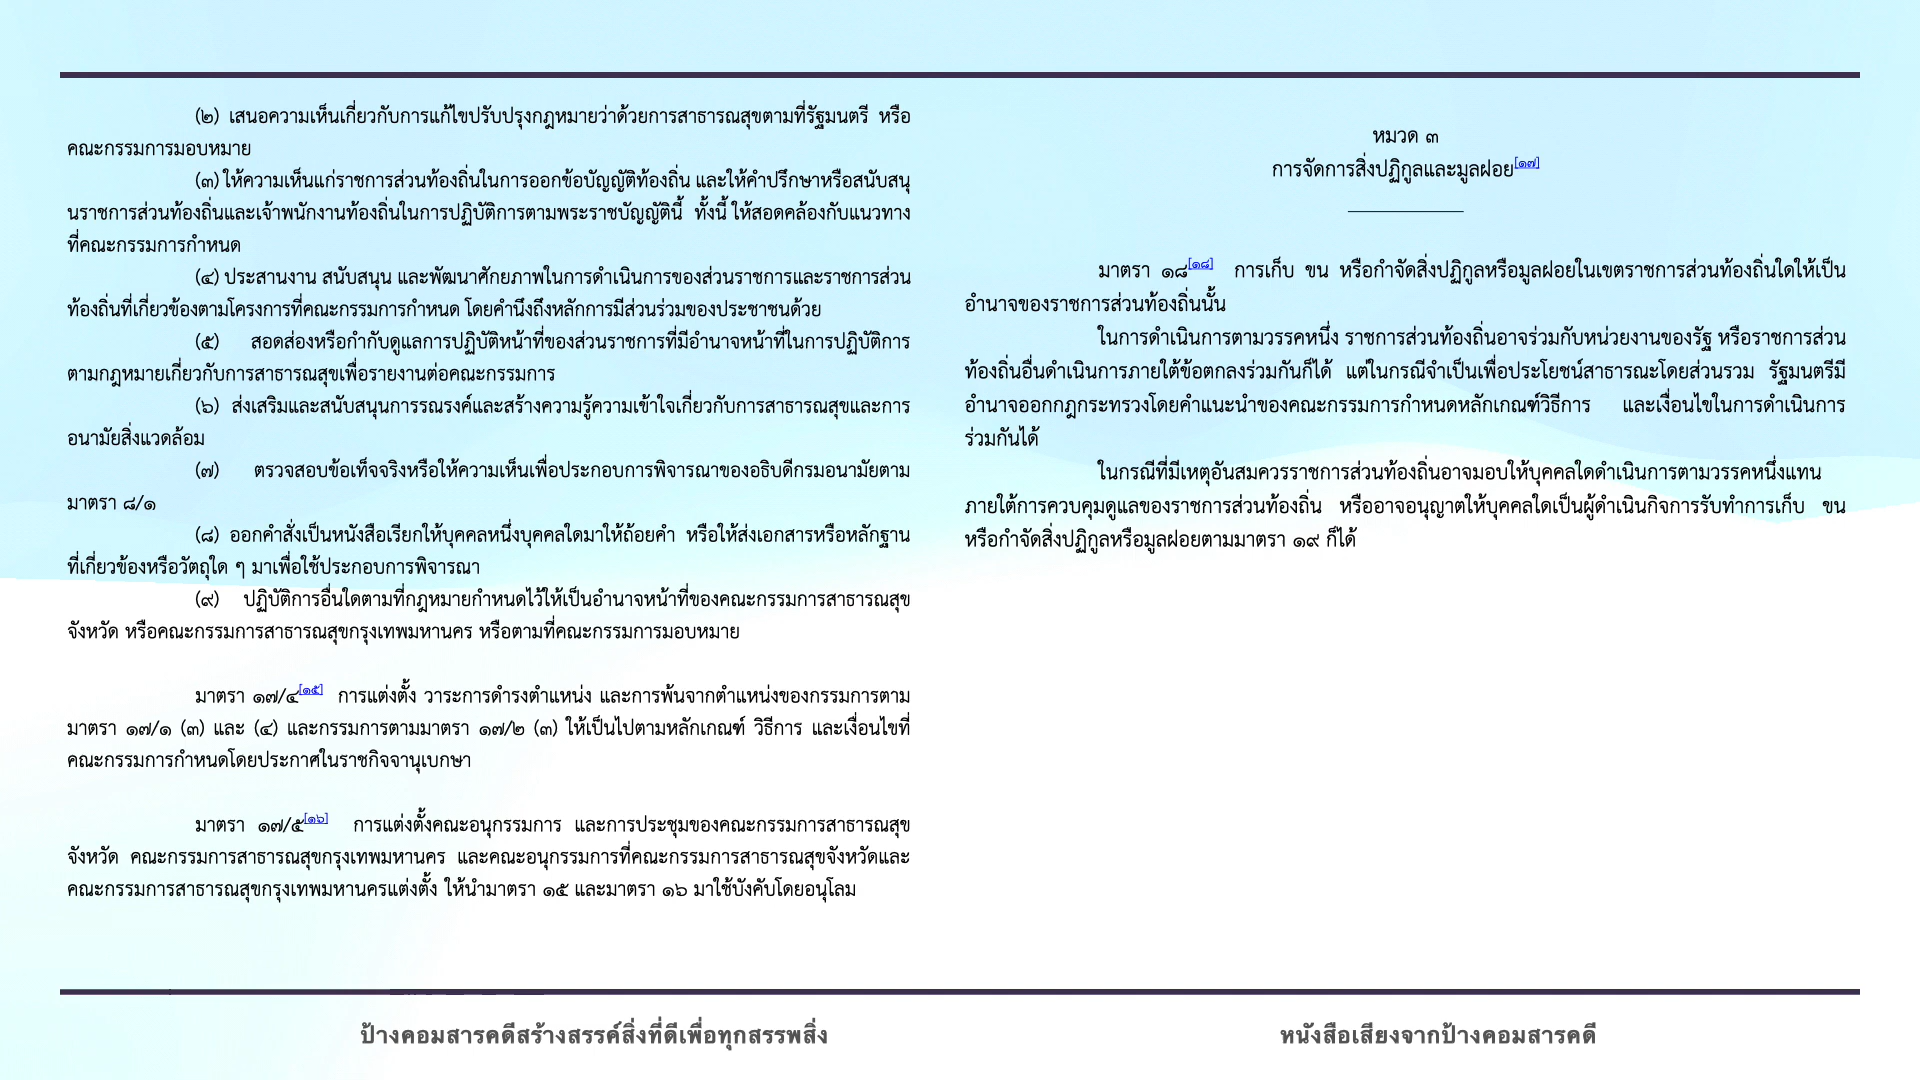 (๒) เสนอความเห็นเกี่ยวกับการแก้ไขปรับปรุงกฎหมายว่าด้วยการสาธารณสุขตามที่รัฐมนตรี หรือ
คณะกรรมการมอบหมาย
(๓) ให้ความเห็นแก่ราชการส่วนท้องถิ่นในการออกข้อบัญญัติท้องถิ่น และให้คำปรึกษาหรือสนับสนุ
นราชการส่วนท้องถิ่นและเจ้าพนักงานท้องถิ่นในการปฏิบัติการตามพระราชบัญญัตินี้ ทั้งนี้ ให้สอดคล้องกับแนวทาง
ที่คณะกรรมการกำหนด
(๔) ประสานงาน สนับสนุน และพัฒนาศักยภาพในการดำเนินการของส่วนราชการและราชการส่วน
ท้องถิ่นที่เกี่ยวข้องตามโครงการที่คณะกรรมการกำหนด โดยคำนึงถึงหลักการมีส่วนร่วมของประชาชนด้วย
(๕) สอดส่องหรือกำกับดูแลการปฏิบัติหน้าที่ของส่วนราชการที่มีอำนาจหน้าที่ในการปฏิบัติการ
ตามกฎหมายเกี่ยวกับการสาธารณสุขเพื่อรายงานต่อคณะกรรมการ
(๖) ส่งเสริมและสนับสนุนการรณรงค์และสร้างความรู้ความเข้าใจเกี่ยวกับการสาธารณสุขและการ
อนามัยสิ่งแวดล้อม
(๗) ตรวจสอบข้อเท็จจริงหรือให้ความเห็นเพื่อประกอบการพิจารณาของอธิบดีกรมอนามัยตาม
มาตรา ๘/๑
(๘) ออกคำสั่งเป็นหนังสือเรียกให้บุคคลหนึ่งบุคคลใดมาให้ถ้อยคำ หรือให้ส่งเอกสารหรือหลักฐาน
ที่เกี่ยวข้องหรือวัตถุใด ๆ มาเพื่อใช้ประกอบการพิจารณา
(๙) ปฏิบัติการอื่นใดตามที่กฎหมายกำหนดไว้ให้เป็นอำนาจหน้าที่ของคณะกรรมการสาธารณสุข
จังหวัด หรือคณะกรรมการสาธารณสุขกรุงเทพมหานคร หรือตามที่คณะกรรมการมอบหมาย
มาตรา ๑๗/๔[๑๕] การแต่งตั้ง วาระการดำรงตำแหน่ง และการพ้นจากตำแหน่งของกรรมการตาม
มาตรา ๑๗/๑ (๓) และ (๔) และกรรมการตามมาตรา ๑๗/๒ (๓) ให้เป็นไปตามหลักเกณฑ์ วิธีการ และเงื่อนไขที่
คณะกรรมการกำหนดโดยประกาศในราชกิจจานุเบกษา
มาตรา ๑๗/๕[๑๖] การแต่งตั้งคณะอนุกรรมการ และการประชุมของคณะกรรมการสาธารณสุข
จังหวัด คณะกรรมการสาธารณสุขกรุงเทพมหานคร และคณะอนุกรรมการที่คณะกรรมการสาธารณสุขจังหวัดและ
คณะกรรมการสาธารณสุขกรุงเทพมหานครแต่งตั้ง ให้นำมาตรา ๑๕ และมาตรา ๑๖ มาใช้บังคับโดยอนุโลม
หมวด ๓
การจัดการสิ่งปฏิกูลและมูลฝอย[๑๗]
มาตรา ๑๘[๑๘] การเก็บ ขน หรือกำจัดสิ่งปฏิกูลหรือมูลฝอยในเขตราชการส่วนท้องถิ่นใดให้เป็น
อำนาจของราชการส่วนท้องถิ่นนั้น
ในการดำเนินการตามวรรคหนึ่ง ราชการส่วนท้องถิ่นอาจร่วมกับหน่วยงานของรัฐ หรือราชการส่วน
ท้องถิ่นอื่นดำเนินการภายใต้ข้อตกลงร่วมกันก็ได้ แต่ในกรณีจำเป็นเพื่อประโยชน์สาธารณะโดยส่วนรวม รัฐมนตรีมี
อำนาจออกกฎกระทรวงโดยคำแนะนำของคณะกรรมการกำหนดหลักเกณฑ์วิธีการ และเงื่อนไขในการดำเนินการ
ร่วมกันได้
ในกรณีที่มีเหตุอันสมควรราชการส่วนท้องถิ่นอาจมอบให้บุคคลใดดำเนินการตามวรรคหนึ่งแทน
ภายใต้การควบคุมดูแลของราชการส่วนท้องถิ่น หรืออาจอนุญาตให้บุคคลใดเป็นผู้ดำเนินกิจการรับทำการเก็บ ขน
หรือกำจัดสิ่งปฏิกูลหรือมูลฝอยตามมาตรา ๑๙ ก็ได้
ป้างคอมสารคดีสร้างสรรค์สิ่งที่ดีเพื่อทุกสรรพสิ่ง
หนังสือเสียงจากป้างคอมสารคดี